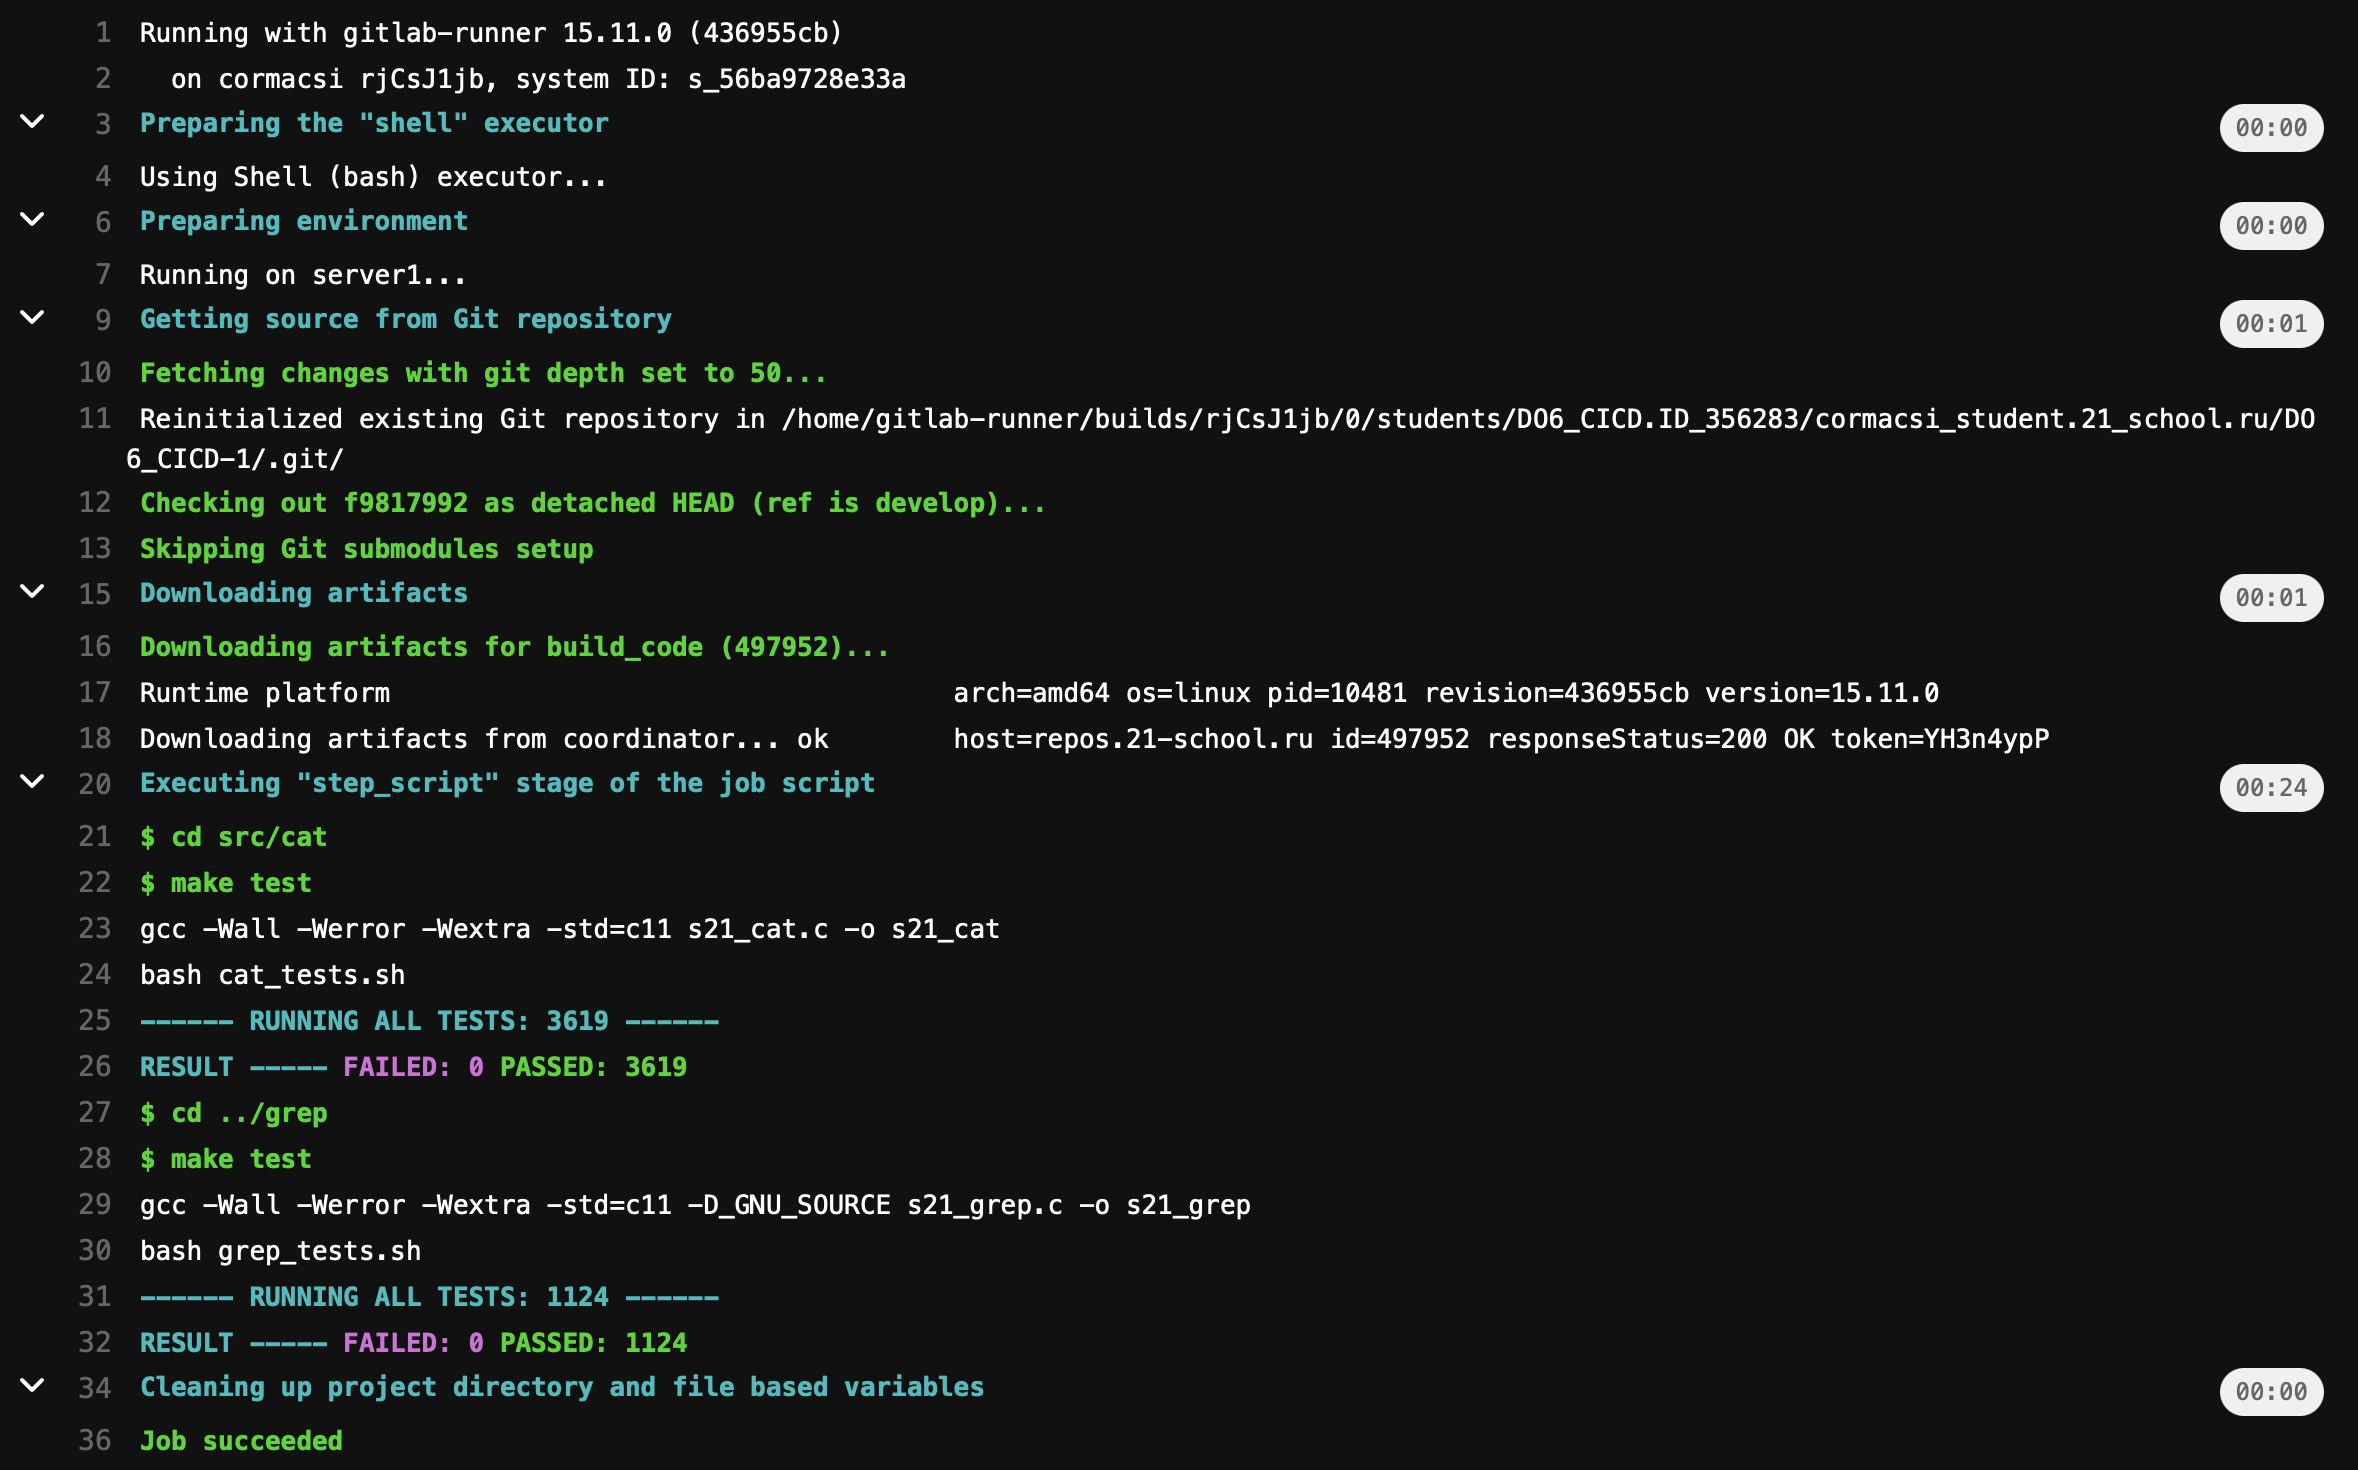 1 Running with gitlab-runner 15.11.0 (436955cb)
2 on cormacsi rjCsJ1jb, system ID: s_56ba9728e33a
3 Preparing the "shell" executor 00:00
4 Using Shell (bash) executor...
6 Preparing environment 00:00
7 Running on server1...
9 Getting source from Git repository 00:01
10 Fetching changes with git depth set to 50...
11 Reinitialized existing Git repository in /home/gitlab-runner/builds/rjCsJ1jb/0/students/DO6_CICD.ID_356283/cormacsi_student.21_school.ru/DO
6_CICD-1/.git/
12 Checking out f9817992 as detached HEAD (ref is develop)...
13 Skipping Git submodules setup
15 Downloading artifacts 00:01
16 Downloading artifacts for build_code (497952)...
17 Runtime platform arch=amd64 os=linux pid=10481 revision=436955cb version=15.11.0
18 Downloading artifacts from coordinator... ok host=repos.21-school.ru id=497952 responseStatus=200 OK token=YH3n4ypP
20 Executing "step_script" stage of the job script 00:24
21 $ cd src/cat
22 $ make test
23 gcc -Wall -Werror -Wextra -std=c11 s21_cat.c -o s21_cat
24 bash cat_tests.sh
25 ------ RUNNING ALL TESTS: 3619 ------
26 RESULT ----- FAILED: 0 PASSED: 3619
27 $ cd ../grep
28 $ make test
29 gcc -Wall -Werror -Wextra -std=c11 -D_GNU_SOURCE s21_grep.c -o s21_grep
30 bash grep_tests.sh
31 ------ RUNNING ALL TESTS: 1124 ------
32 RESULT ----- FAILED: 0 PASSED: 1124
34 Cleaning up project directory and file based variables 00:00
36 Job succeeded